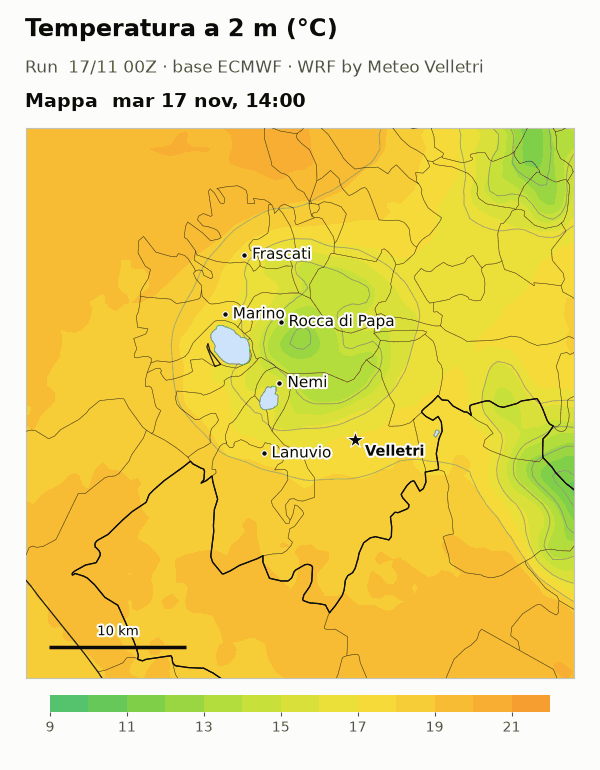 Temperatura a 2 m (°C)
Run  17/11 00Z · base ECMWF · WRF by Meteo Velletri
Mappa  mar 17 nov, 14:00
Frascati
Marino
Rocca di Papa
Nemi
Velletri
Lanuvio
10 km
9 11 13 15 17 19 21